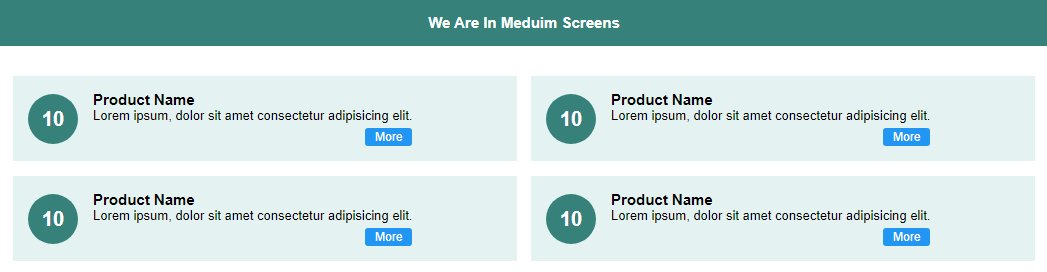 We Are In Meduim Screens
10
Product Name
Lorem ipsum, dolor sit amet consectetur adipisicing elit.
More
10
Product Name
Lorem ipsum, dolor sit amet consectetur adipisicing elit.
More
10
Product Name
Lorem ipsum, dolor sit amet consectetur adipisicing elit.
More
10
Product Name
Lorem ipsum, dolor sit amet consectetur adipisicing elit.
More